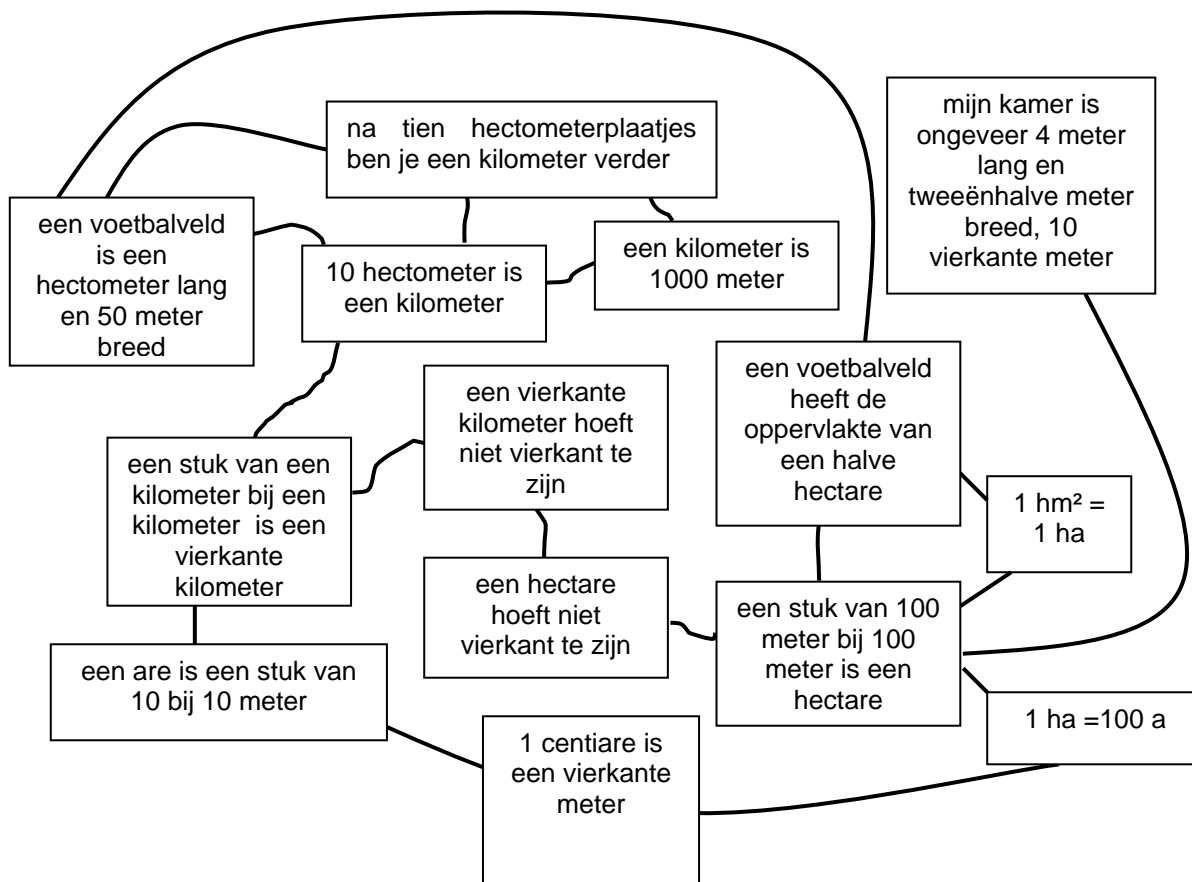 na tien hectometerplaatjes
ben je een kilometer verder
mijn kamer is
ongeveer 4 meter
lang en
tweeënhalve meter
breed, 10
vierkante meter
een voetbalveld
is een
hectometer lang
en 50 meter
breed
10 hectometer is
een kilometer
een kilometer is
1000 meter
een voetbalveld
heeft de
oppervlakte van
een halve
hectare
een vierkante
kilometer hoeft
niet vierkant te
zijn
een stuk van een
kilometer bij een
kilometer is een
vierkante
kilometer
1 hm² =
1 ha
een hectare
hoeft niet
vierkant te zijn
een stuk van 100
meter bij 100
meter is een
hectare
een are is een stuk van
10 bij 10 meter
1 ha =100 a
1 centiare is
een vierkante
meter